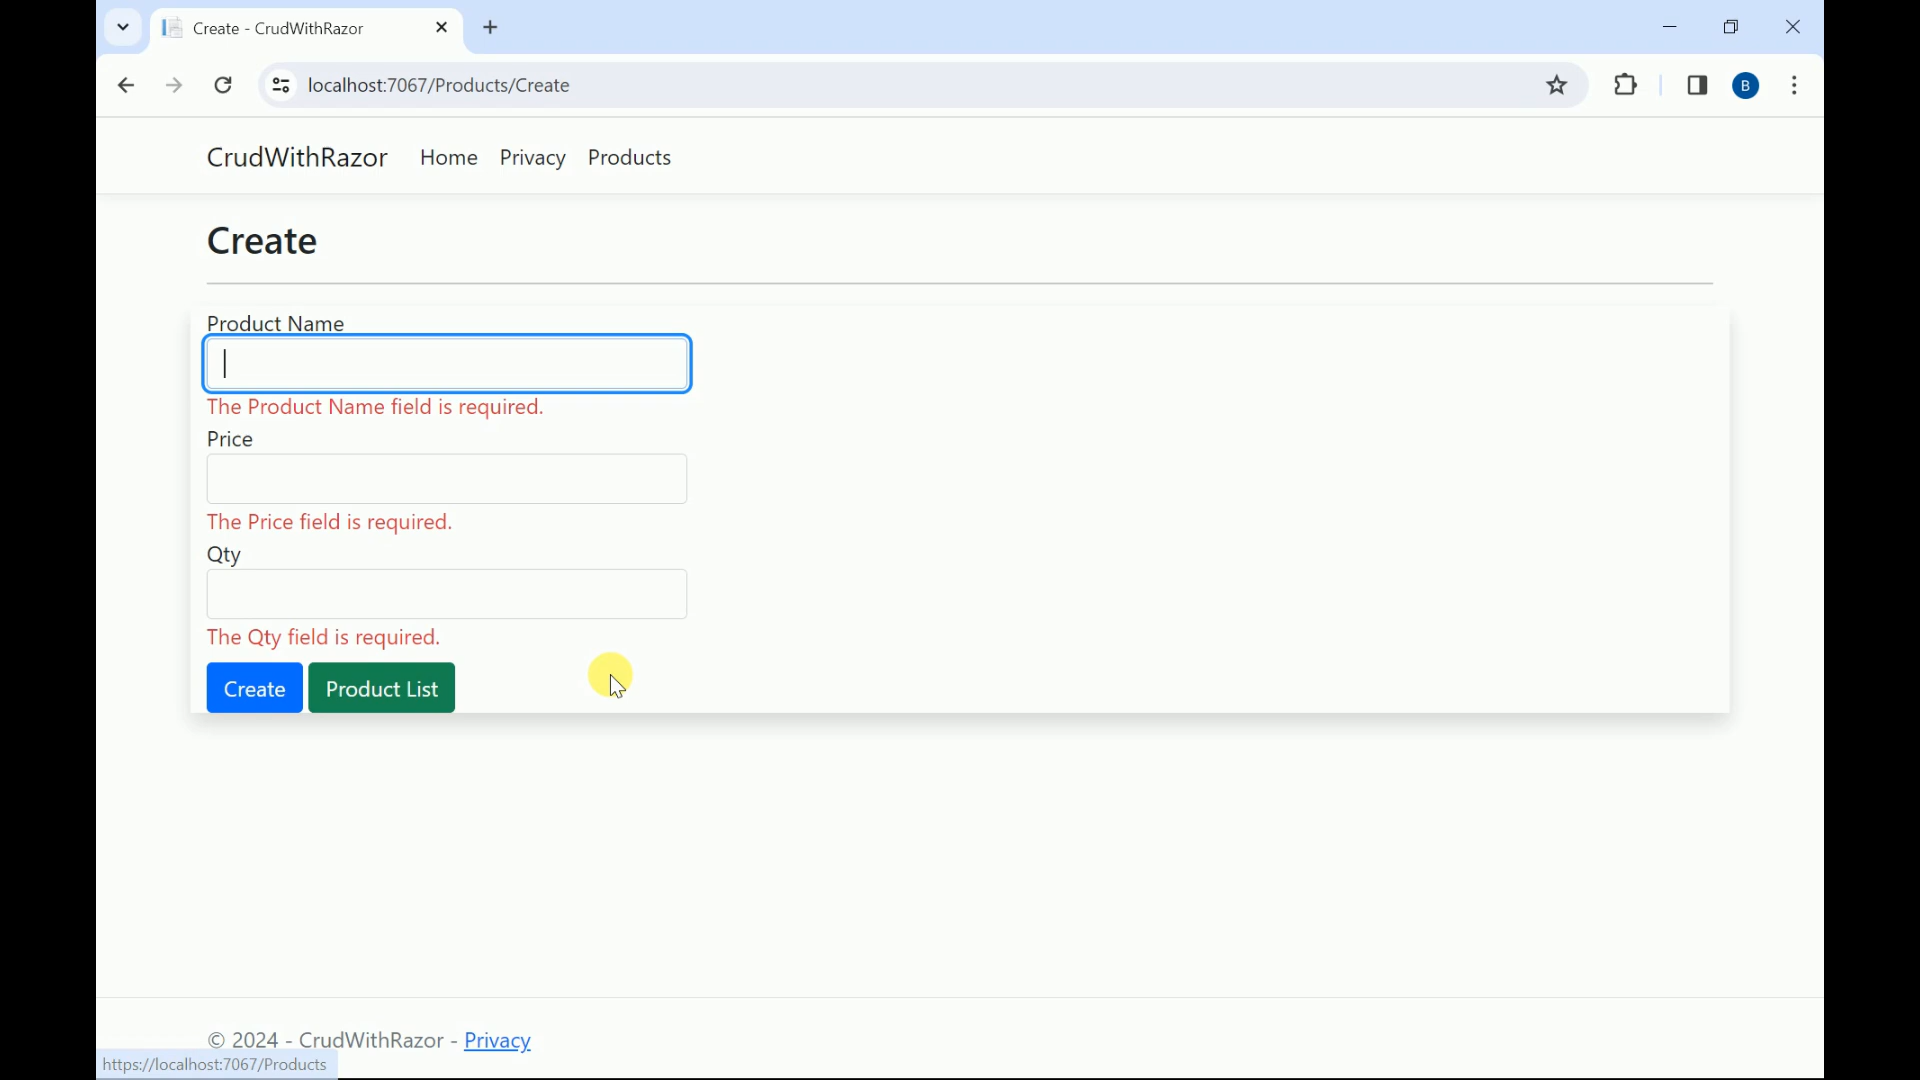 Create - CrudWithRazor
localhost:7067/Products/Create
B
CrudWithRazor Home Privacy Products
Create
Product Name
The Product Name field is required.
Price
The Price field is required.
Qty
The Qty field is required.
Create Product List
© 2024 - CrudWithRazor - Privacy
https://localhost:7067/Products